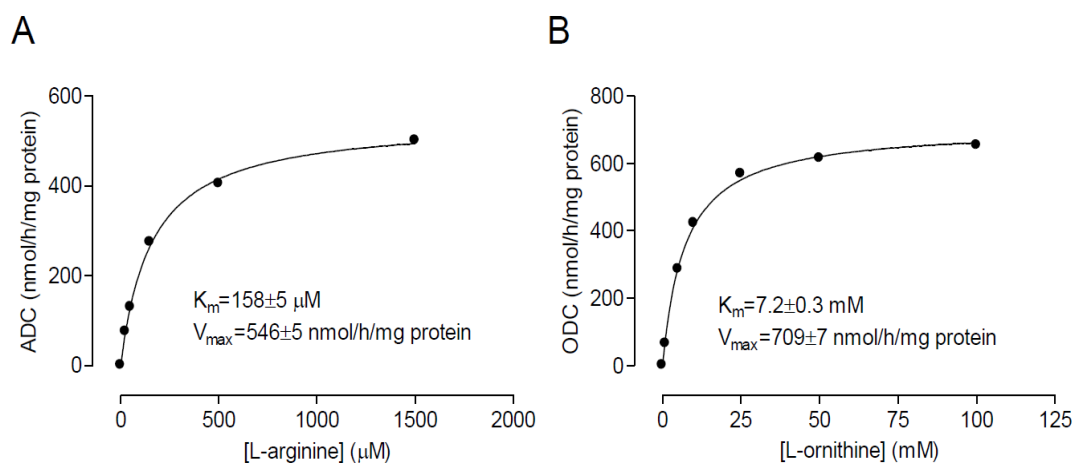 A
ADC (nmol/h/mg protein)
600
400
200
0
Km=158±5 μM
Vmax=546±5 nmol/h/mg protein
0 500 1000 1500 2000
[L-arginine] (μM)
B
ODC (nmol/h/mg protein)
800
600
400
200
0
Km=7.2±0.3 mM
Vmax=709±7 nmol/h/mg protein
0 25 50 75 100 125
[L-ornithine] (mM)